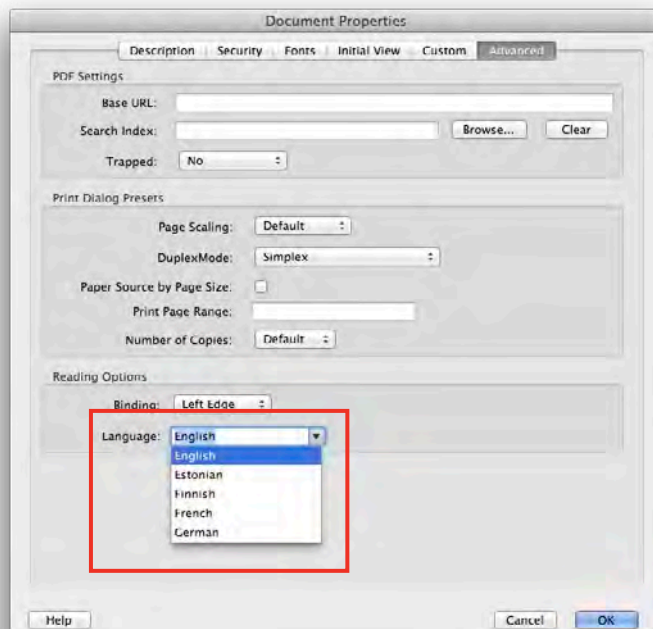 Document Properties
Description Security Fonts Initial View Custom Advanced
PDF Settings
Base URL:
Search Index: Browse... Clear
Trapped: No
Print Dialog Presets
Page Scaling: Default
DuplexMode: Simplex
Paper Source by Page Size:
Print Page Range:
Number of Copies: Default
Reading Options
Binding: Left Edge
Language: English
English
Estonian
Finnish
French
German
Help Cancel OK